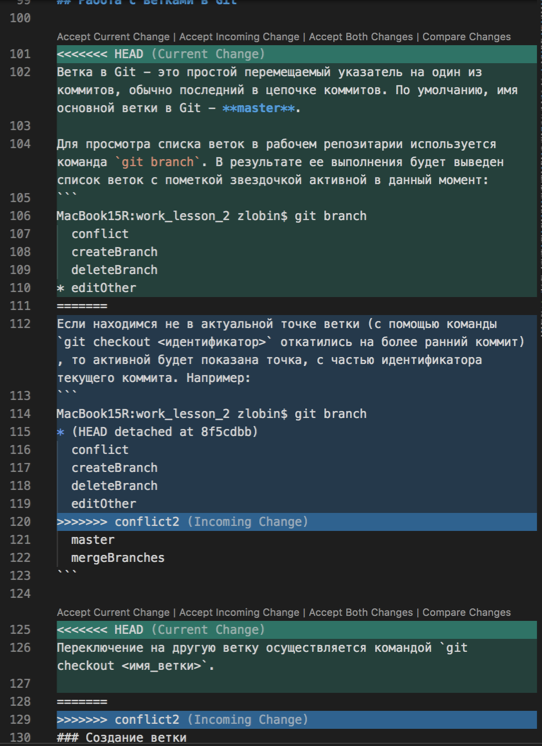 99 ## Работа с ветками в Git
100
Accept Current Change | Accept Incoming Change | Accept Both Changes | Compare Changes
101 <<<<<<< HEAD (Current Change)
102 Ветка в Git – это простой перемещаемый указатель на один из
коммитов, обычно последний в цепочке коммитов. По умолчанию, имя
основной ветки в Git – **master**.
103
104 Для просмотра списка веток в рабочем репозитарии используется
команда `git branch`. В результате ее выполнения будет выведен
список веток с пометкой звездочкой активной в данный момент:
105 ```
106 MacBook15R:work_lesson_2 zlobin$ git branch
107 conflict
108 createBranch
109 deleteBranch
110 * editOther
111 =======
112 Если находимся не в актуальной точке ветки (с помощью команды
`git checkout <идентификатор>` откатились на более ранний коммит)
, то активной будет показана точка, с частью идентификатора
текущего коммита. Например:
113 ```
114 MacBook15R:work_lesson_2 zlobin$ git branch
115 * (HEAD detached at 8f5cdbb)
116 conflict
117 createBranch
118 deleteBranch
119 editOther
120 >>>>>>> conflict2 (Incoming Change)
121 master
122 mergeBranches
123 ```
124
Accept Current Change | Accept Incoming Change | Accept Both Changes | Compare Changes
125 <<<<<<< HEAD (Current Change)
126 Переключение на другую ветку осуществляется командой `git
checkout <имя_ветки>`.
127
128 =======
129 >>>>>>> conflict2 (Incoming Change)
130 ### Создание ветки